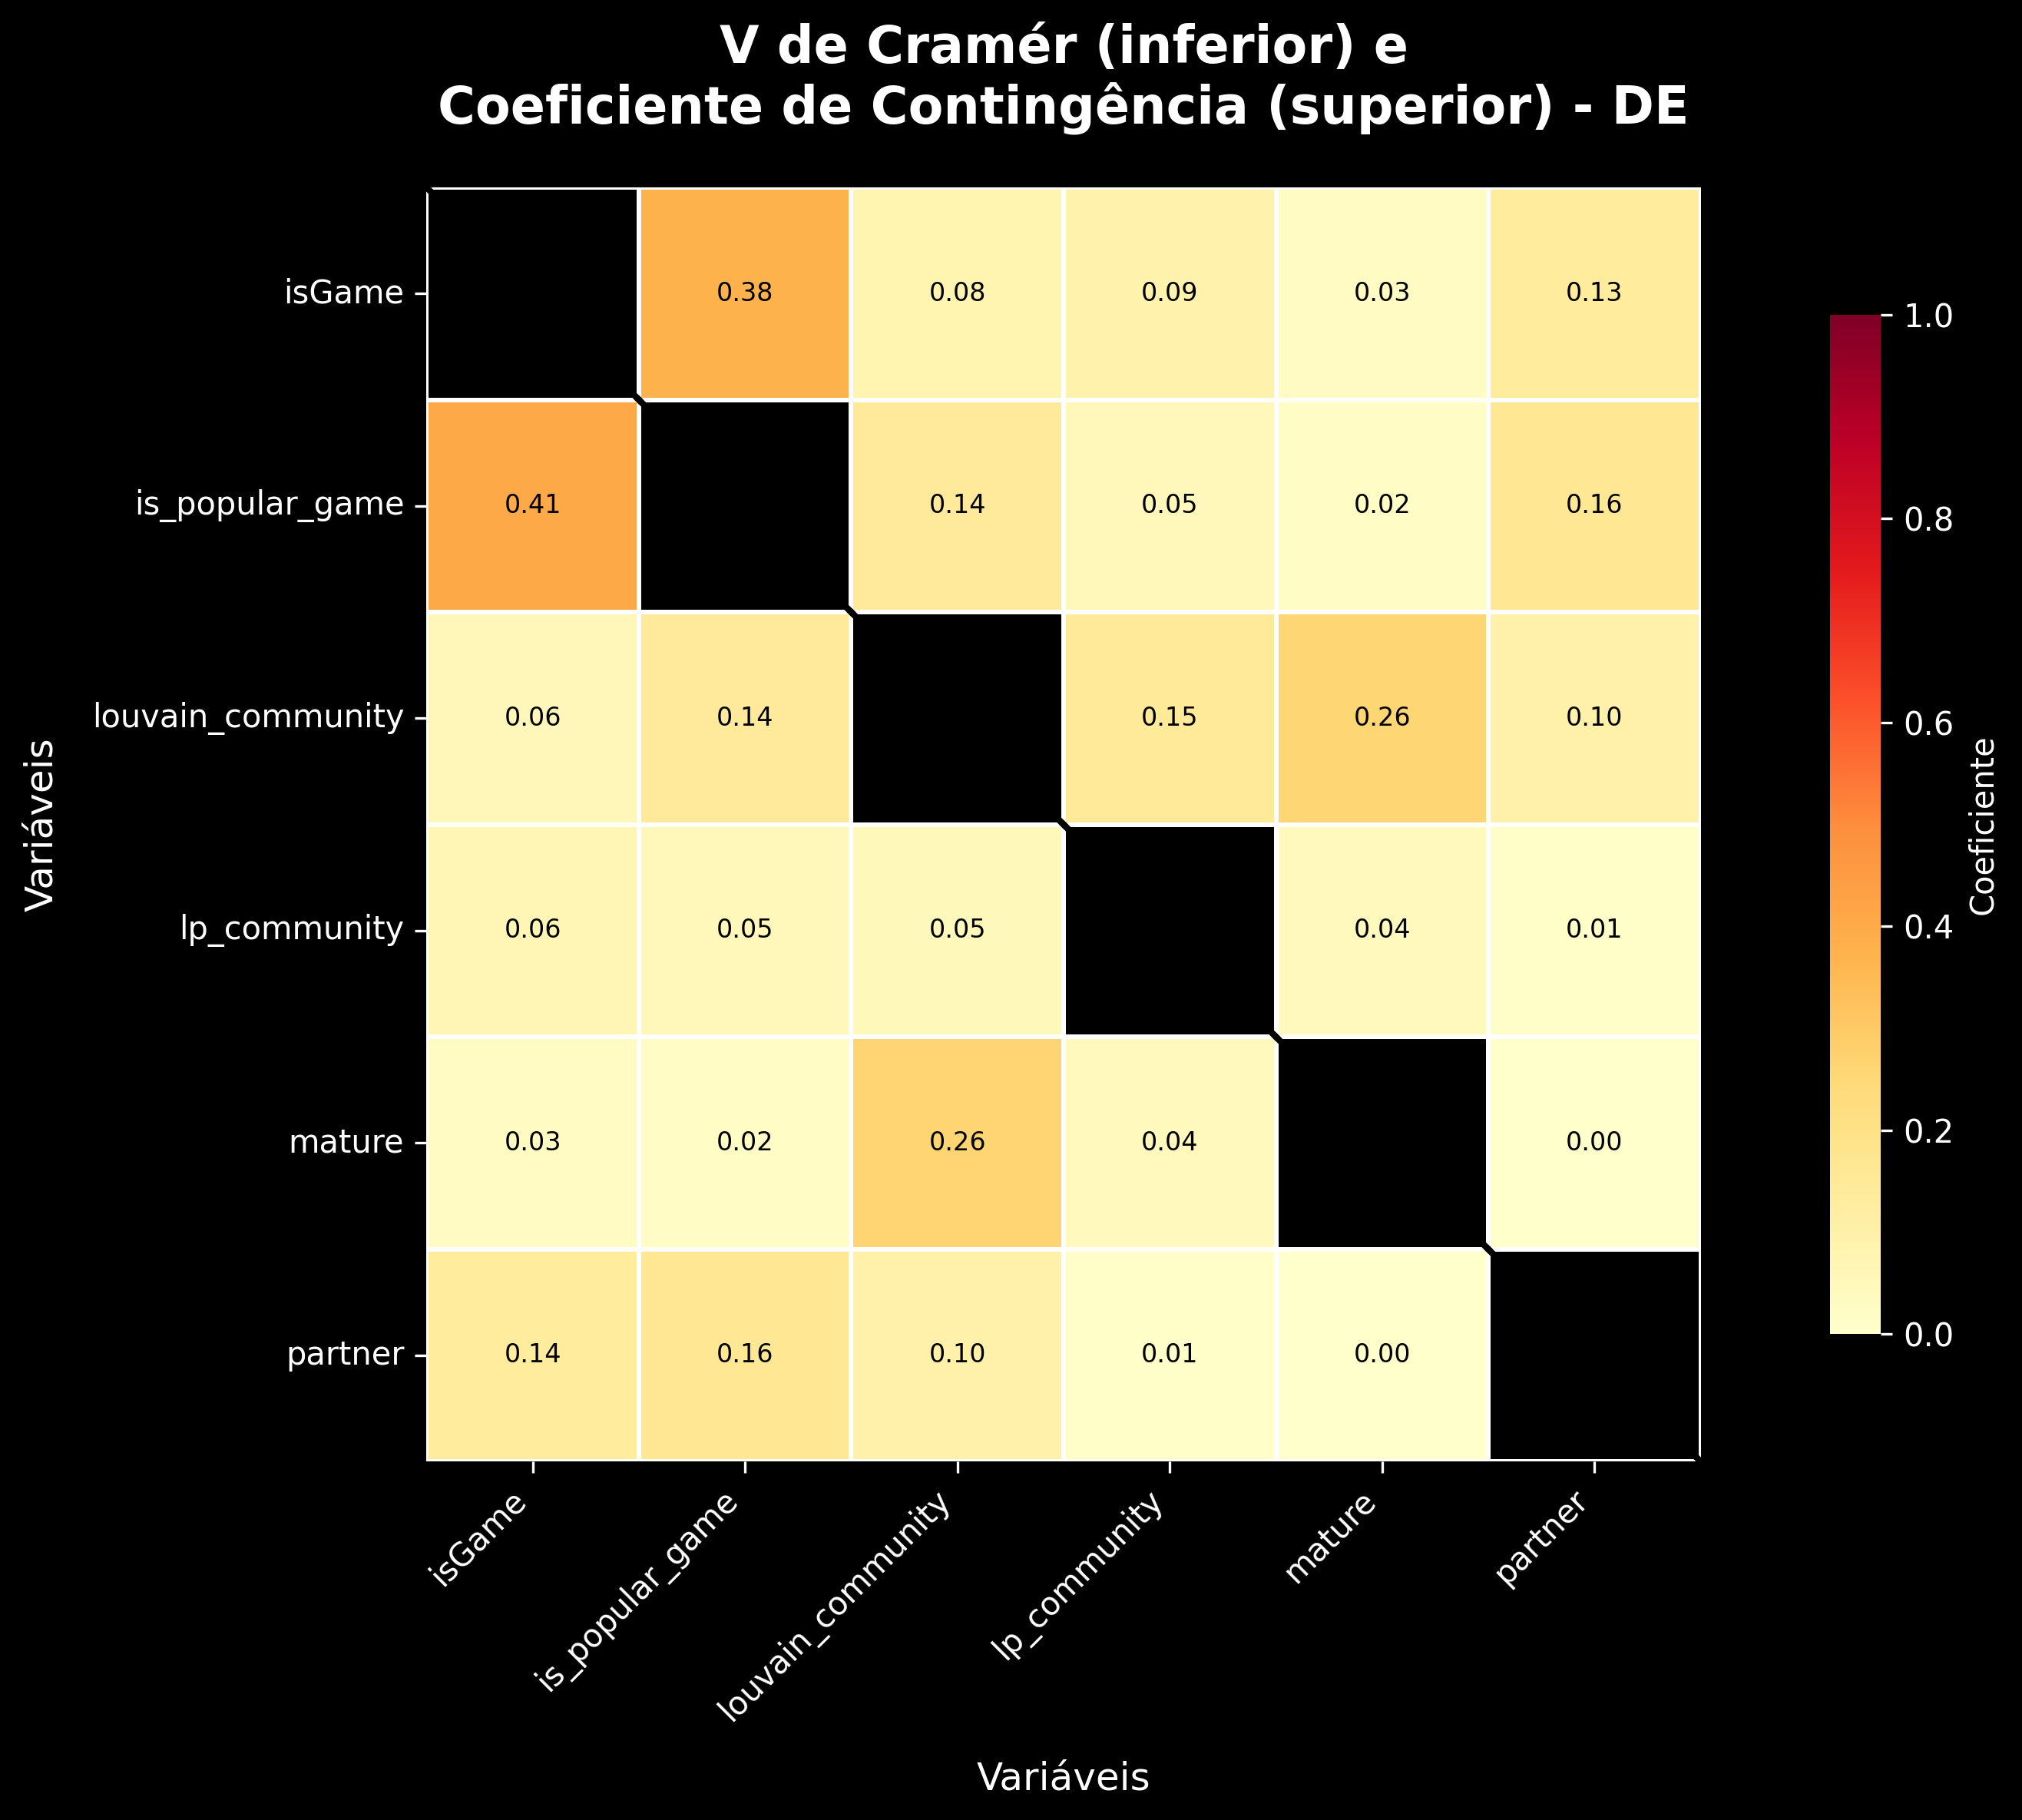 V de Cramér (inferior) e
Coeficiente de Contingência (superior) - DE
Variáveis
isGame 0.38 0.08 0.09 0.03 0.13
is_popular_game 0.41 0.14 0.05 0.02 0.16
louvain_community 0.06 0.14 0.15 0.26 0.10
lp_community 0.06 0.05 0.05 0.04 0.01
mature 0.03 0.02 0.26 0.04 0.00
partner 0.14 0.16 0.10 0.01 0.00
isGame
is_popular_game
louvain_community
lp_community
mature
partner
Variáveis
1.0
0.8
0.6
0.4
0.2
0.0
Coeficiente